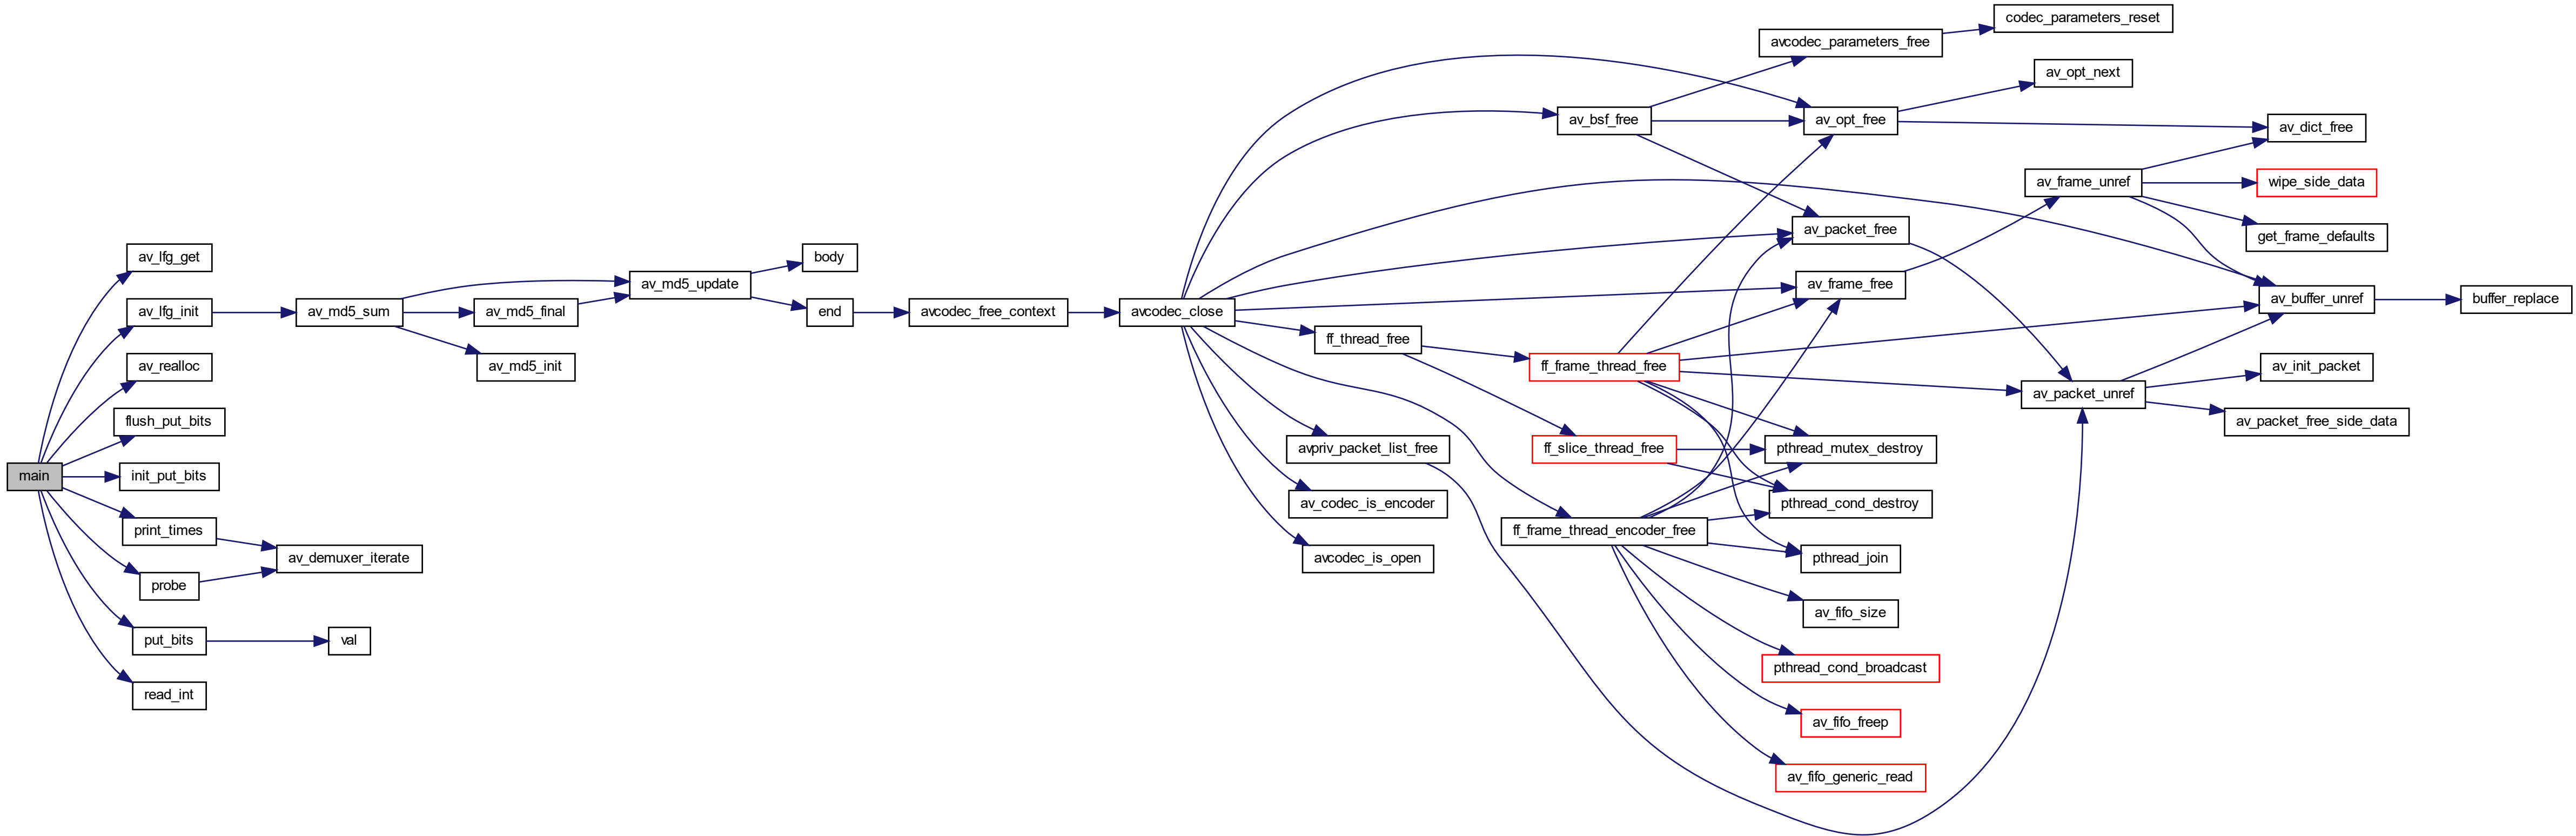 main
av_lfg_get
av_lfg_init
av_realloc
flush_put_bits
init_put_bits
print_times
probe
put_bits
read_int
av_md5_sum
av_demuxer_iterate
val
av_md5_final
av_md5_init
av_md5_update
body
end
avcodec_free_context
avcodec_close
ff_thread_free
avpriv_packet_list_free
av_codec_is_encoder
avcodec_is_open
av_bsf_free
ff_frame_thread_free
ff_slice_thread_free
ff_frame_thread_encoder_free
avcodec_parameters_free
av_opt_free
av_packet_free
av_frame_free
pthread_mutex_destroy
pthread_cond_destroy
pthread_join
av_fifo_size
pthread_cond_broadcast
av_fifo_freep
av_fifo_generic_read
codec_parameters_reset
av_opt_next
av_frame_unref
av_packet_unref
av_dict_free
wipe_side_data
get_frame_defaults
av_buffer_unref
av_init_packet
av_packet_free_side_data
buffer_replace